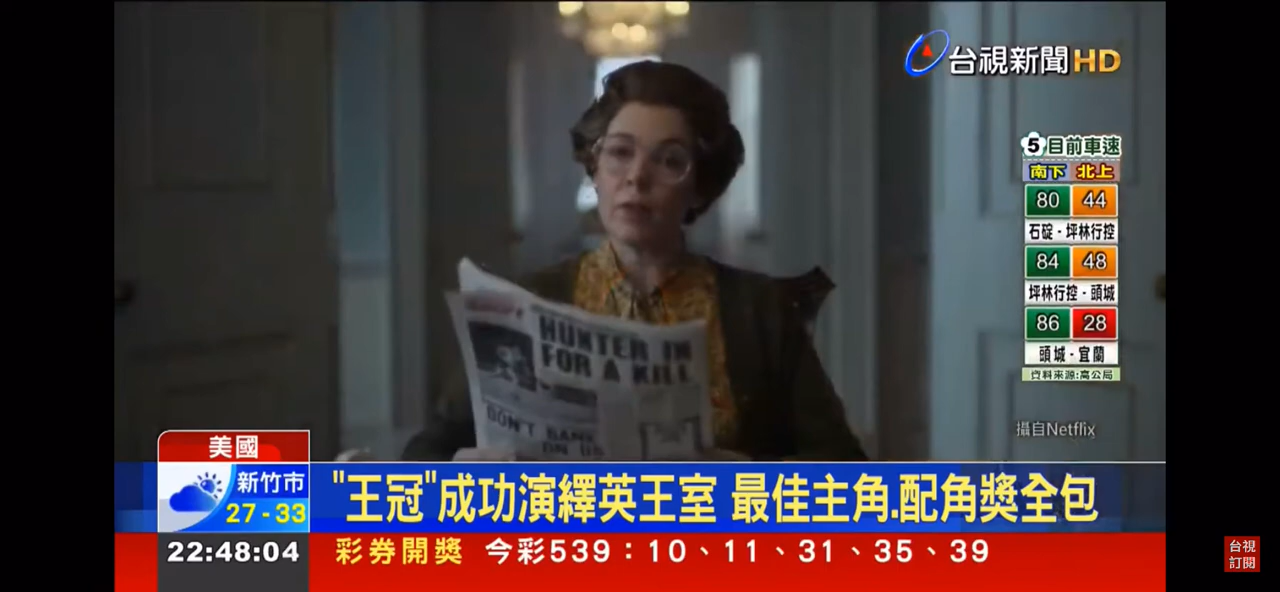 台視新聞HD
5目前車速
南下 北上
80 44
石碇-坪林行控
84 48
坪林行控-頭城
86 28
頭城-宜蘭
資料來源:高公局
HUNTER IN
FOR A KILL
DON'T BANK
ON US
攝自Netflix
美國
新竹市
27-33
"王冠"成功演繹英王室 最佳主角.配角獎全包
22:48:04
彩券開獎 今彩539：10、11、31、35、39
台視
訂閱